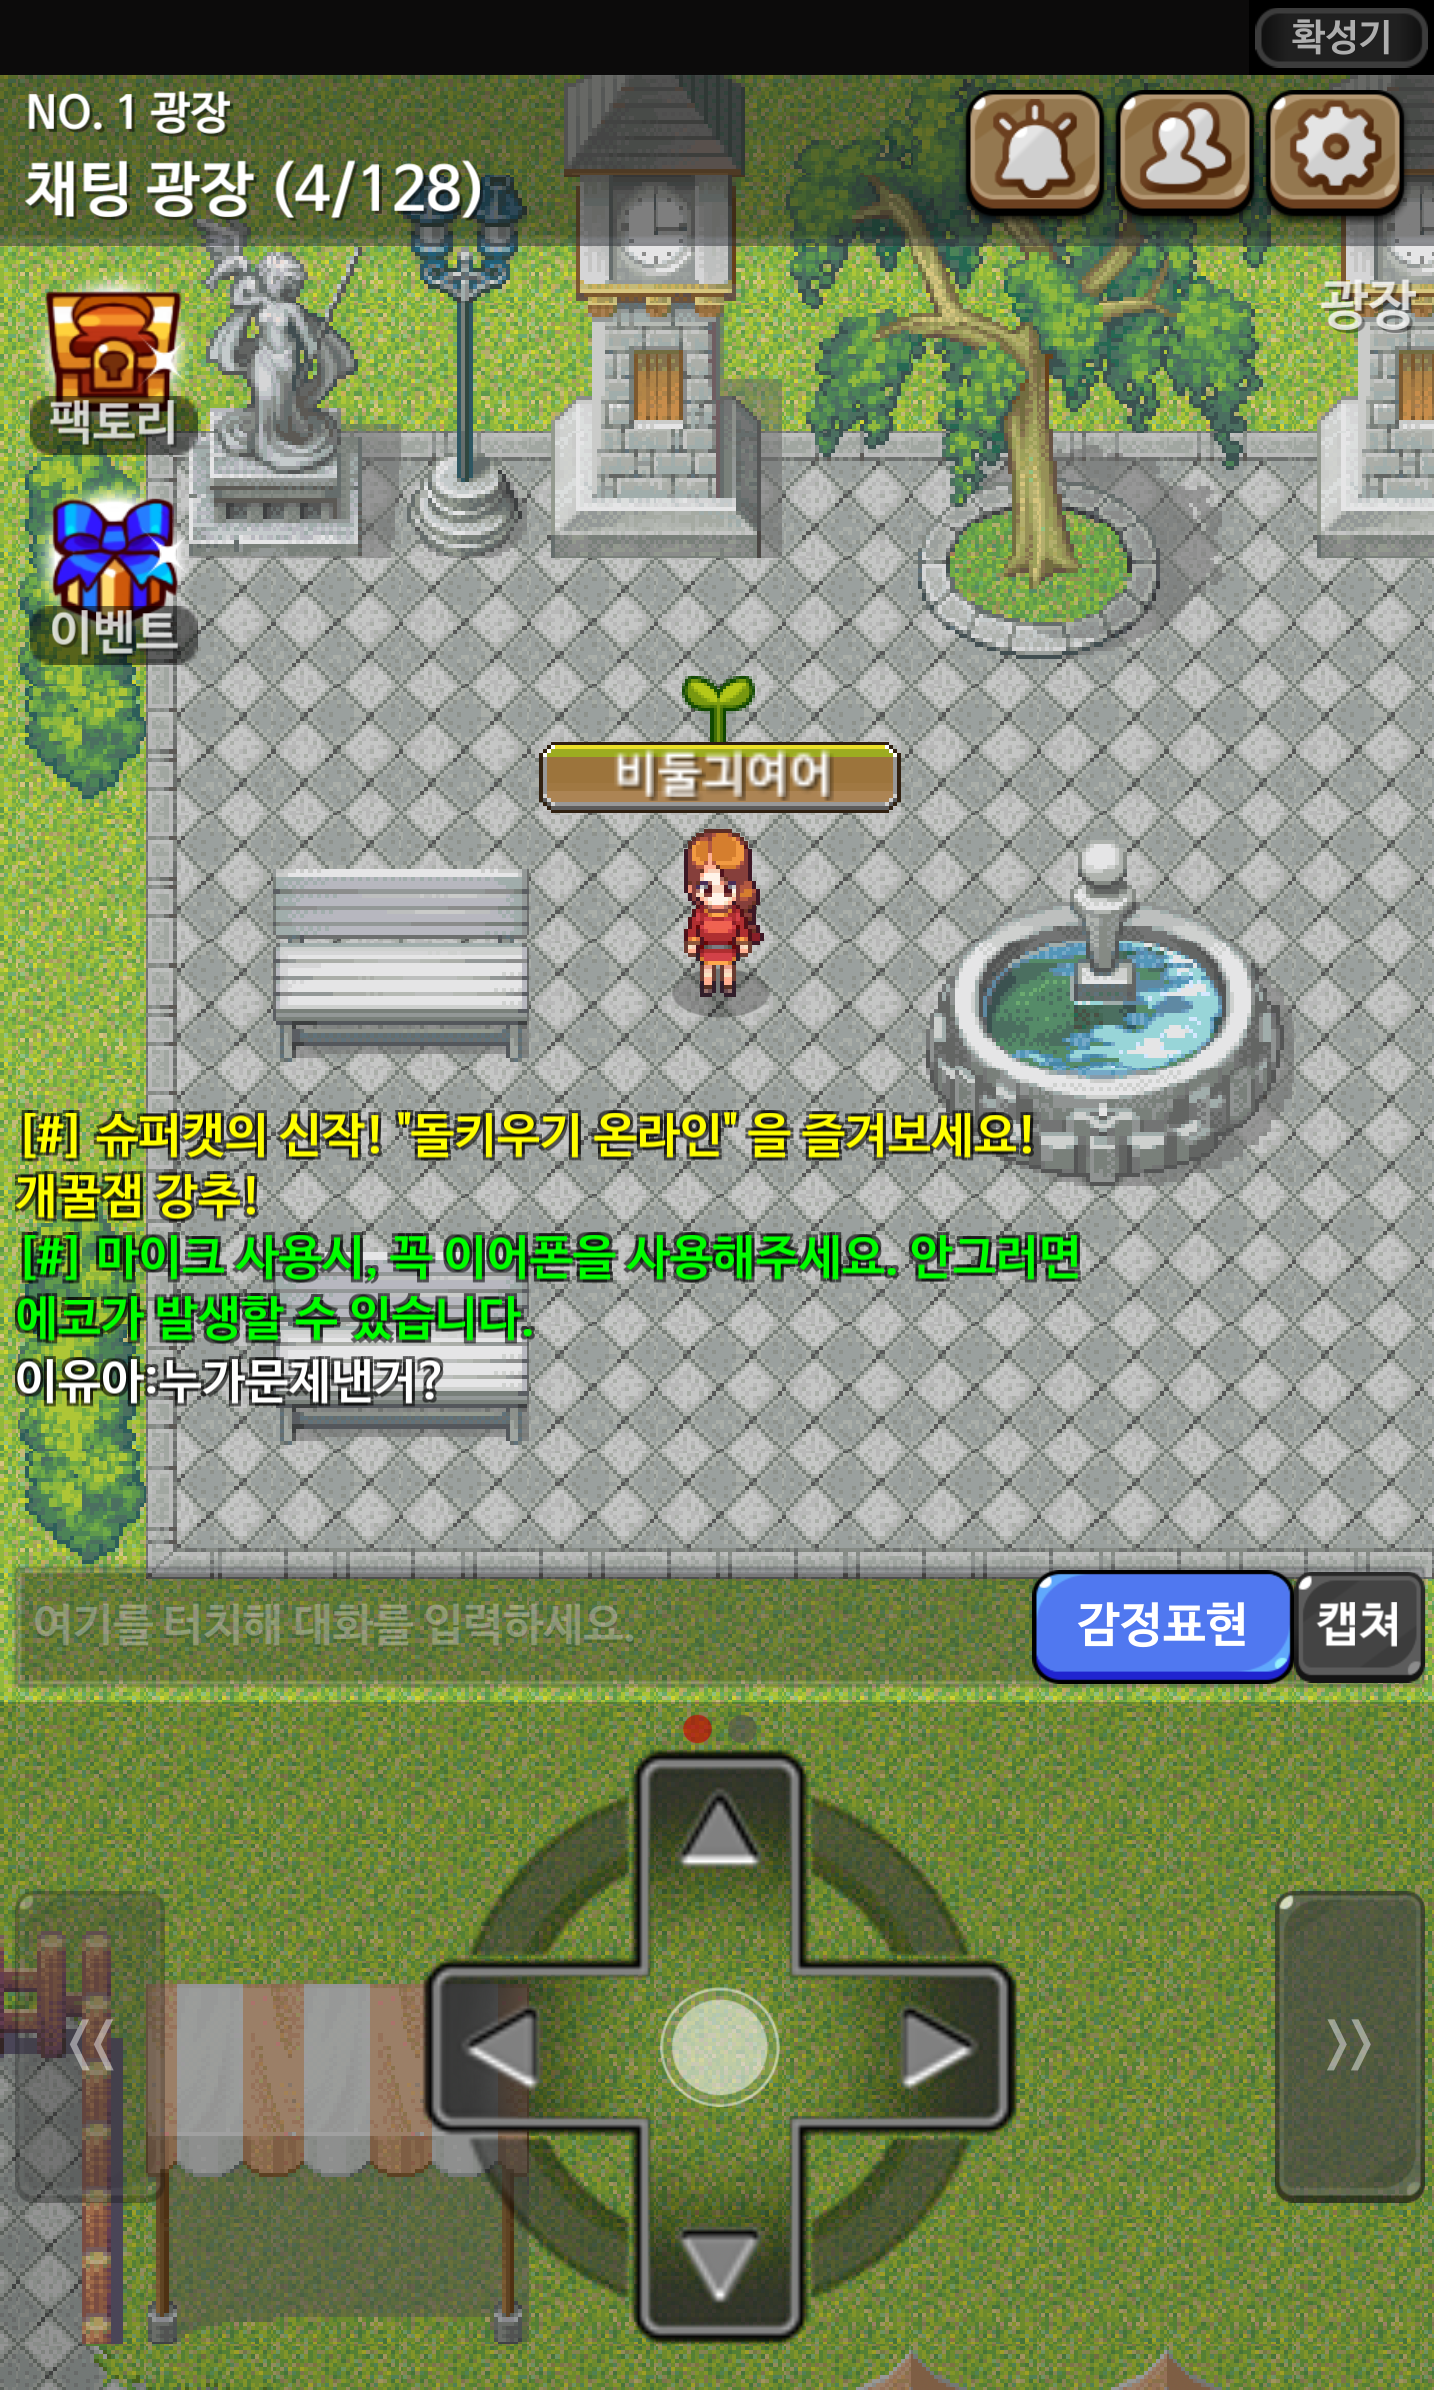 확성기
NO. 1 광장
채팅 광장 (4/128)
광장
팩토리
이벤트
비둘긔여어
[#] 슈퍼캣의 신작! "돌키우기 온라인" 을 즐겨보세요!
개꿀잼 강추!
[#] 마이크 사용시, 꼭 이어폰을 사용해주세요. 안그러면
에코가 발생할 수 있습니다.
이유아:누가문제낸거?
여기를 터치해 대화를 입력하세요.
감정표현
캡쳐